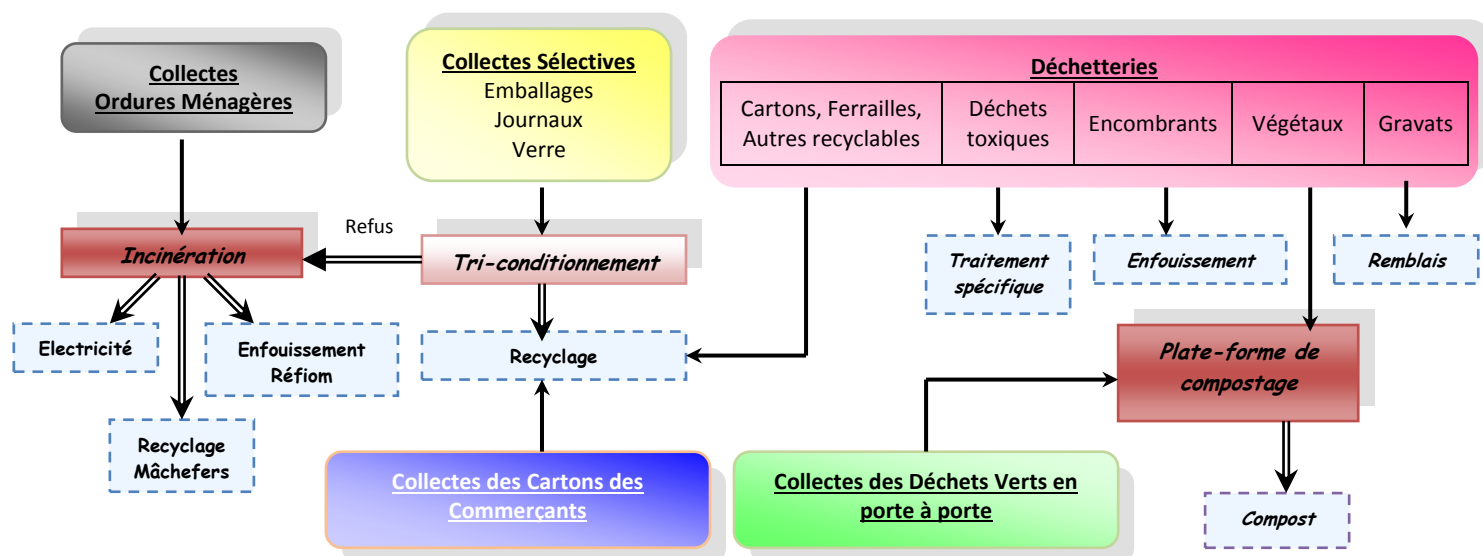 Collectes
Ordures Ménagères
Collectes Sélectives
Emballages
Journaux
Verre
Déchetteries
Cartons, Ferrailles,
Autres recyclables
Déchets
toxiques
Encombrants
Végétaux
Gravats
Refus
Incinération
Tri-conditionnement
Traitement
spécifique
Enfouissement
Remblais
Electricité
Enfouissement
Réfiom
Recyclage
Plate-forme de
compostage
Recyclage
Mâchefers
Collectes des Cartons des
Commerçants
Collectes des Déchets Verts en
porte à porte
Compost